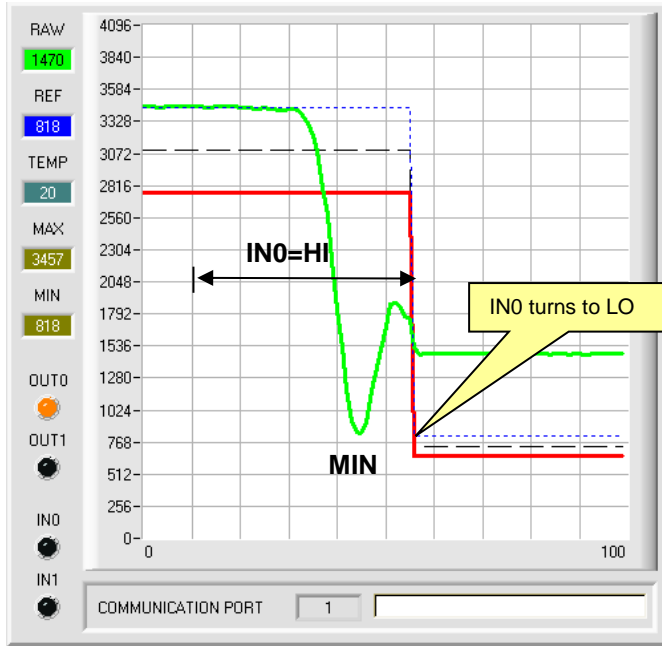 RAW
1470
REF
818
TEMP
20
MAX
3457
MIN
818
OUT0
OUT1
IN0
IN1
4096
3840
3584
3328
3072
2816
2560
2304
2048
1792
1536
1280
1024
768
512
256
0
0
100
IN0=HI
IN0 turns to LO
MIN
COMMUNICATION PORT 1